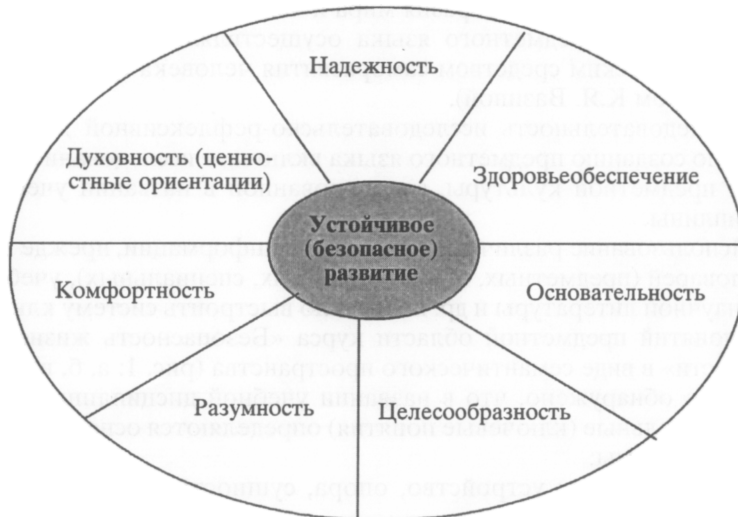 Надежность
Духовность (ценно-
стные ориентации)
Здоровьеобеспечение
Устойчивое
(безопасное)
развитие
Комфортность
Основательность
Разумность
Целесообразность